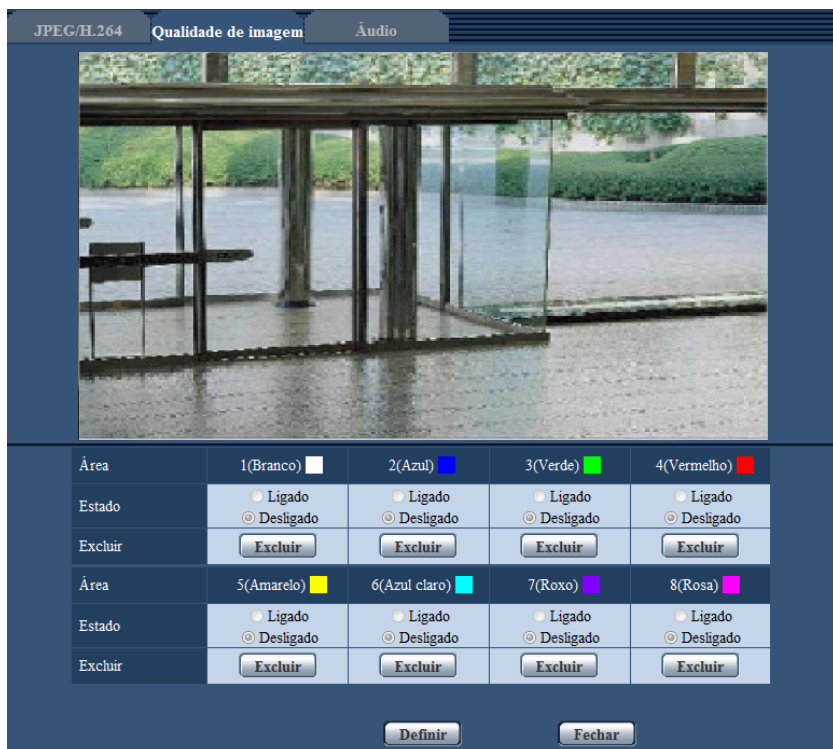 JPEG/H.264 Qualidade de imagem Áudio
Área 1(Branco) 2(Azul) 3(Verde) 4(Vermelho)
Estado Ligado Ligado Ligado Ligado
Desligado Desligado Desligado Desligado
Excluir Excluir Excluir Excluir Excluir
Área 5(Amarelo) 6(Azul claro) 7(Roxo) 8(Rosa)
Estado Ligado Ligado Ligado Ligado
Desligado Desligado Desligado Desligado
Excluir Excluir Excluir Excluir Excluir
Definir Fechar